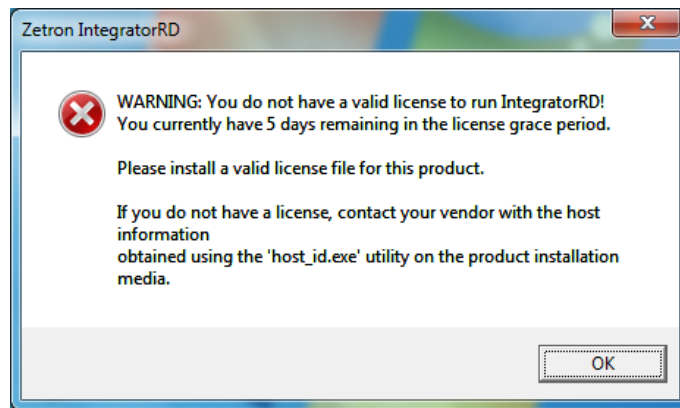 Zetron IntegratorRD
WARNING: You do not have a valid license to run IntegratorRD!
You currently have 5 days remaining in the license grace period.
Please install a valid license file for this product.
If you do not have a license, contact your vendor with the host
information
obtained using the 'host_id.exe' utility on the product installation
media.
OK